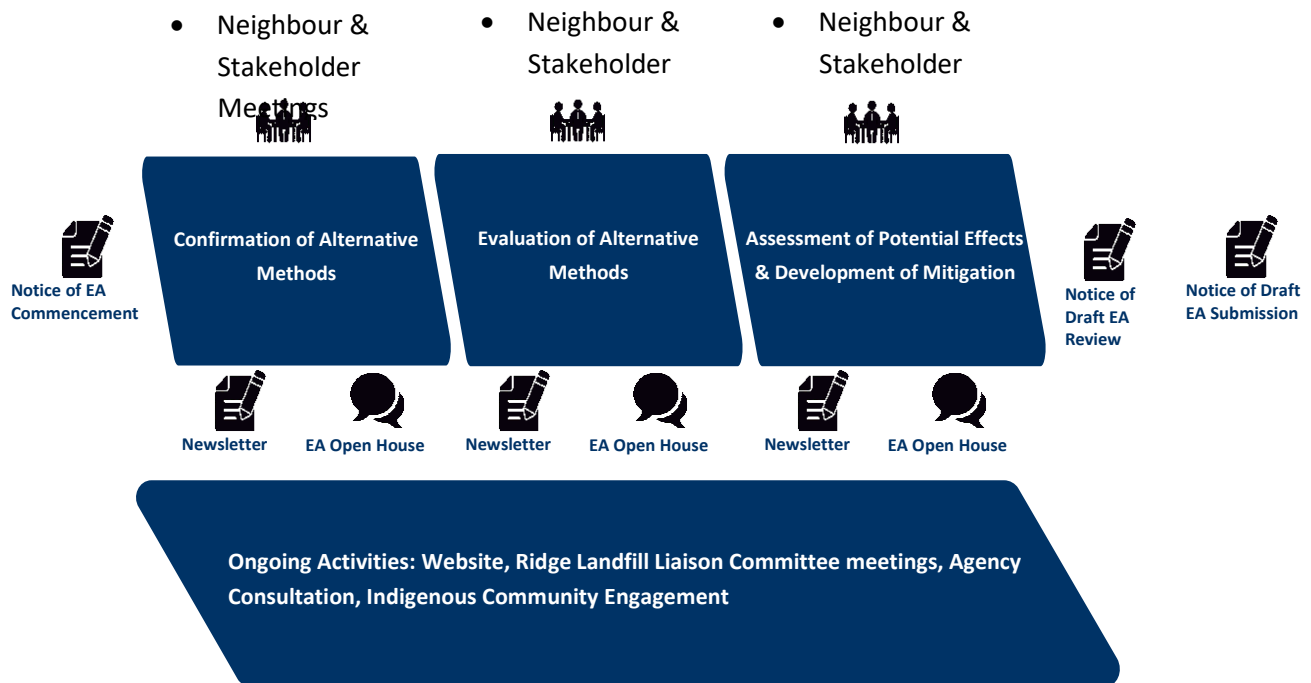 • Neighbour &
Stakeholder
Meetings
• Neighbour &
Stakeholder
• Neighbour &
Stakeholder
Notice of EA
Commencement
Confirmation of Alternative
Methods
Evaluation of Alternative
Methods
Assessment of Potential Effects
& Development of Mitigation
Notice of
Draft EA
Review
Notice of Draft
EA Submission
Newsletter
EA Open House
Newsletter
EA Open House
Newsletter
EA Open House
Ongoing Activities: Website, Ridge Landfill Liaison Committee meetings, Agency
Consultation, Indigenous Community Engagement